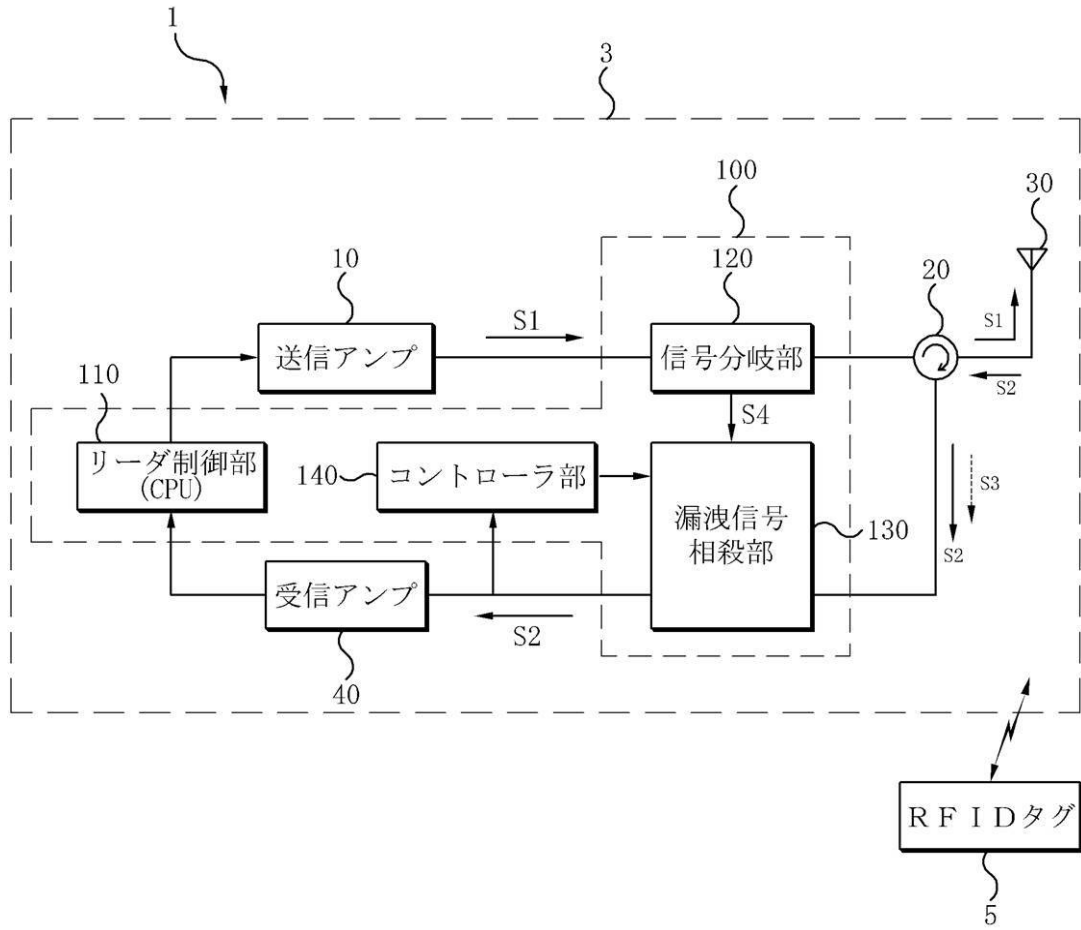 1
3
100
30
10
120
20
S1
S1
送信アンプ
信号分岐部
S2
110
S4
リーダ制御部
(CPU)
140
コントローラ部
漏洩信号
相殺部
130
S3
S2
受信アンプ
S2
40
ＲＦＩＤタグ
5